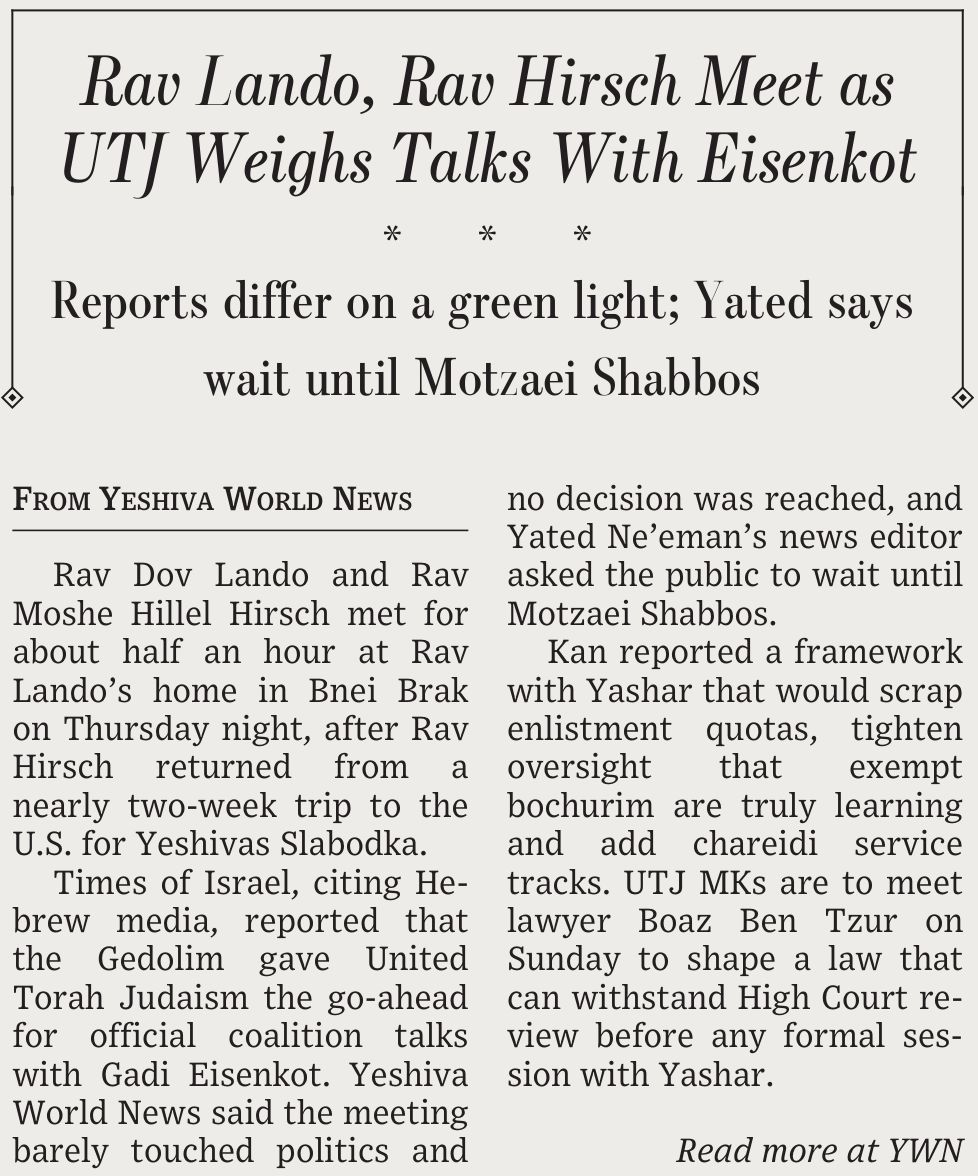 Rav Lando, Rav Hirsch Meet as
UTJ Weighs Talks With Eisenkot
* * *
Reports differ on a green light; Yated says
wait until Motzaei Shabbos
From Yeshiva World News
Rav Dov Lando and Rav
Moshe Hillel Hirsch met for
about half an hour at Rav
Lando’s home in Bnei Brak
on Thursday night, after Rav
Hirsch returned from a
nearly two-week trip to the
U.S. for Yeshivas Slabodka.
Times of Israel, citing He-
brew media, reported that
the Gedolim gave United
Torah Judaism the go-ahead
for official coalition talks
with Gadi Eisenkot. Yeshiva
World News said the meeting
barely touched politics and
no decision was reached, and
Yated Ne’eman’s news editor
asked the public to wait until
Motzaei Shabbos.
Kan reported a framework
with Yashar that would scrap
enlistment quotas, tighten
oversight that exempt
bochurim are truly learning
and add chareidi service
tracks. UTJ MKs are to meet
lawyer Boaz Ben Tzur on
Sunday to shape a law that
can withstand High Court re-
view before any formal ses-
sion with Yashar.
Read more at YWN